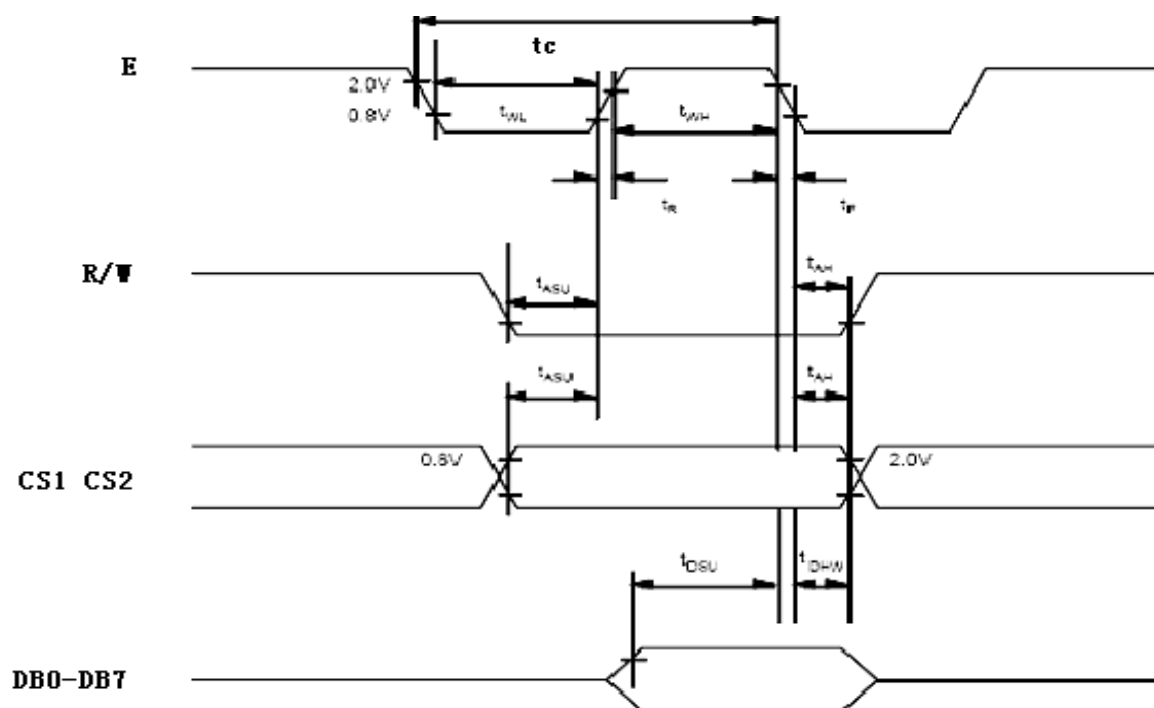 tc
E
2.0V
0.8V
tWL
tWH
tR
tF
R/W
tASU
tAH
tASU
tAH
0.8V
2.0V
CS1 CS2
tDSU
tDHW
DB0-DB7